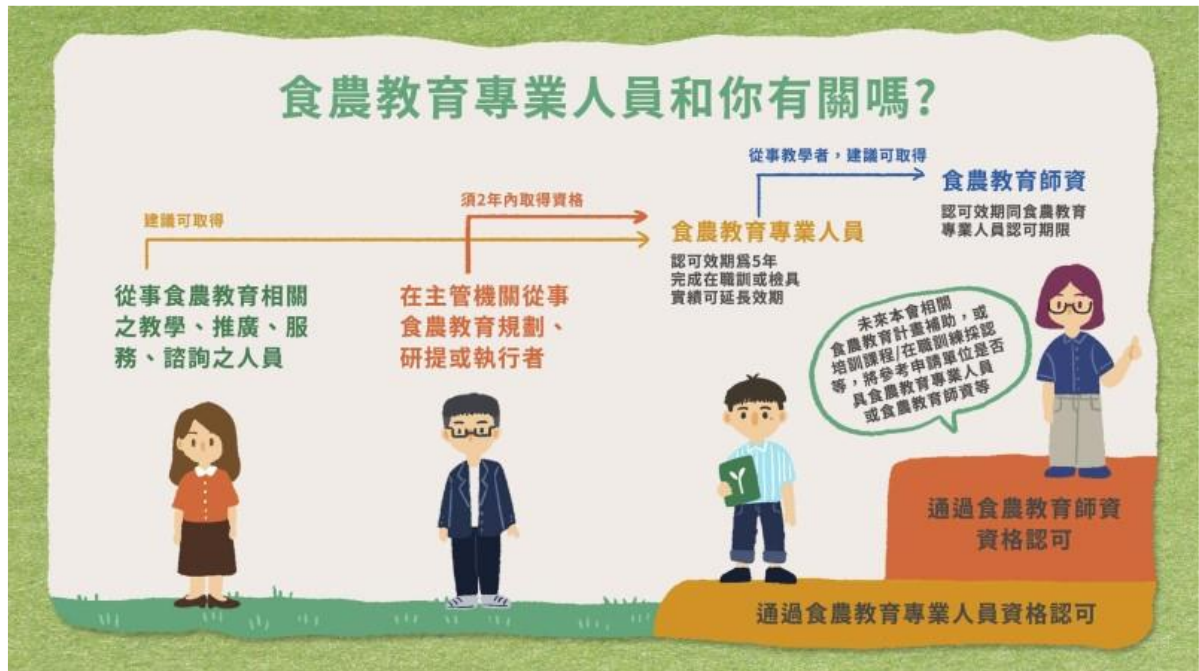 食農教育專業人員和你有關嗎?
從事教學者，建議可取得
食農教育師資
認可效期同食農教育
專業人員認可期限
須2年內取得資格
建議可取得
食農教育專業人員
認可效期為5年
完成在職訓或檢具
實績可延長效期
從事食農教育相關
之教學、推廣、服
務、諮詢之人員
在主管機關從事
食農教育規劃、
研提或執行者
未來本會相關
食農教育計畫補助，或
培訓課程/在職訓練採認
等，將參考申請單位是否
具食農教育專業人員
或食農教育師資等
通過食農教育師資
資格認可
通過食農教育專業人員資格認可